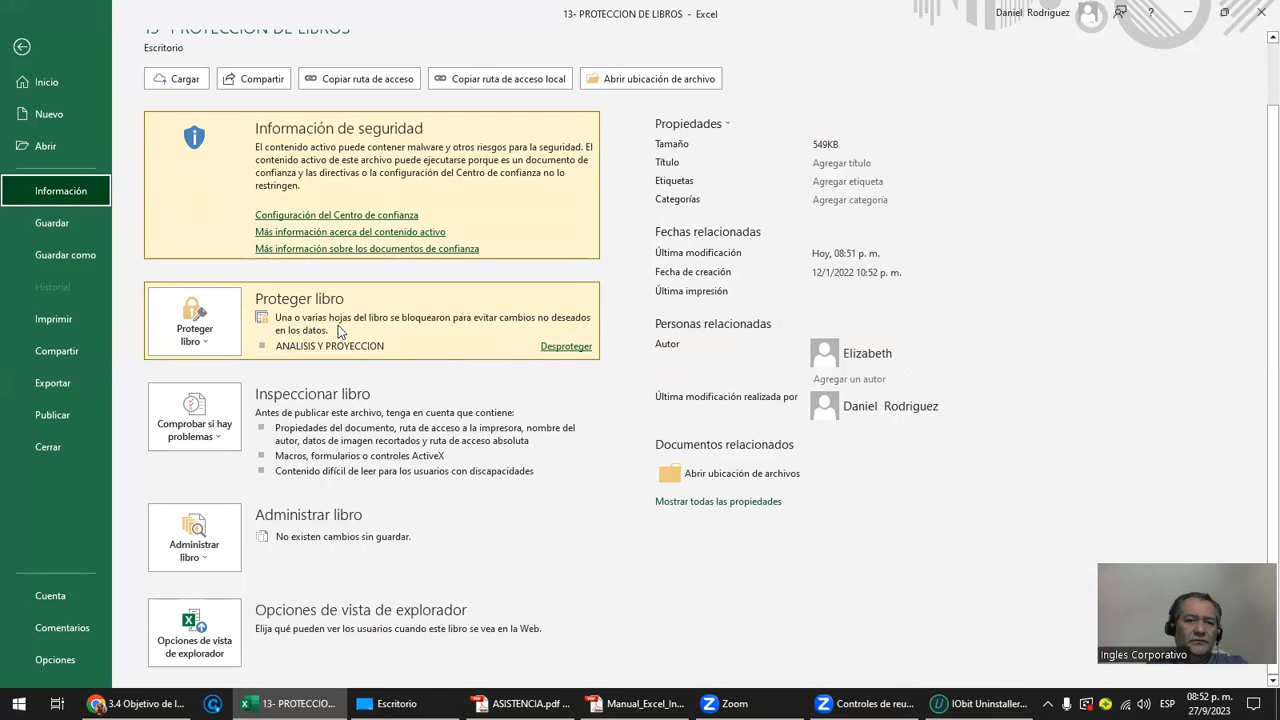 13- PROTECCION DE LIBROS - Excel
Daniel Rodriguez
?
13- PROTECCION DE LIBROS
Escritorio
Inicio
Nuevo
Abrir
Información
Guardar
Guardar como
Historial
Imprimir
Compartir
Exportar
Publicar
Cerrar
Cuenta
Comentarios
Opciones
Cargar
Compartir
Copiar ruta de acceso
Copiar ruta de acceso local
Abrir ubicación de archivo
Información de seguridad
El contenido activo puede contener malware y otros riesgos para la seguridad. El
contenido activo de este archivo puede ejecutarse porque es un documento de
confianza y las directivas o la configuración del Centro de confianza no lo
restringen.
Configuración del Centro de confianza
Más información acerca del contenido activo
Más información sobre los documentos de confianza
Proteger
libro
Proteger libro
Una o varias hojas del libro se bloquearon para evitar cambios no deseados
en los datos.
ANALISIS Y PROYECCION
Desproteger
Comprobar si hay
problemas
Inspeccionar libro
Antes de publicar este archivo, tenga en cuenta que contiene:
Propiedades del documento, ruta de acceso a la impresora, nombre del
autor, datos de imagen recortados y ruta de acceso absoluta
Macros, formularios o controles ActiveX
Contenido difícil de leer para los usuarios con discapacidades
Administrar
libro
Administrar libro
No existen cambios sin guardar.
Opciones de vista
de explorador
Opciones de vista de explorador
Elija qué pueden ver los usuarios cuando este libro se vea en la Web.
Propiedades
Tamaño 549KB
Título Agregar título
Etiquetas Agregar etiqueta
Categorías Agregar categoría
Fechas relacionadas
Última modificación Hoy, 08:51 p. m.
Fecha de creación 12/1/2022 10:52 p. m.
Última impresión
Personas relacionadas
Autor Elizabeth
Agregar un autor
Última modificación realizada por Daniel Rodriguez
Documentos relacionados
Abrir ubicación de archivos
Mostrar todas las propiedades
Ingles Corporativo
3.4 Objetivo de l...
13- PROTECCIO...
Escritorio
ASISTENCIA.pdf ...
Manual_Excel_In...
Zoom
Controles de reu...
IObit Uninstaller...
ESP
08:52 p. m.
27/9/2023